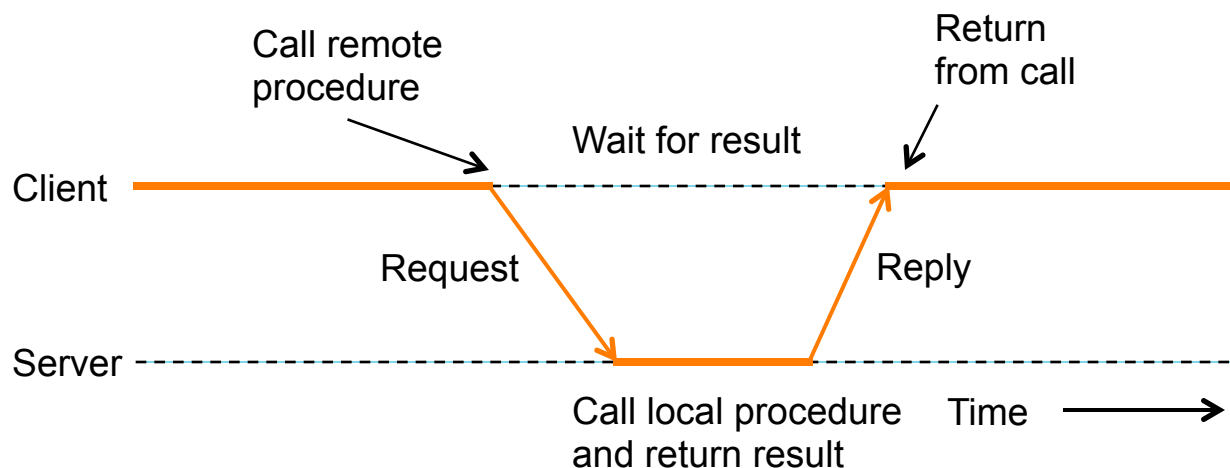 Call remote
procedure
Return
from call
Wait for result
Client
Request
Reply
Server
Call local procedure
and return result
Time